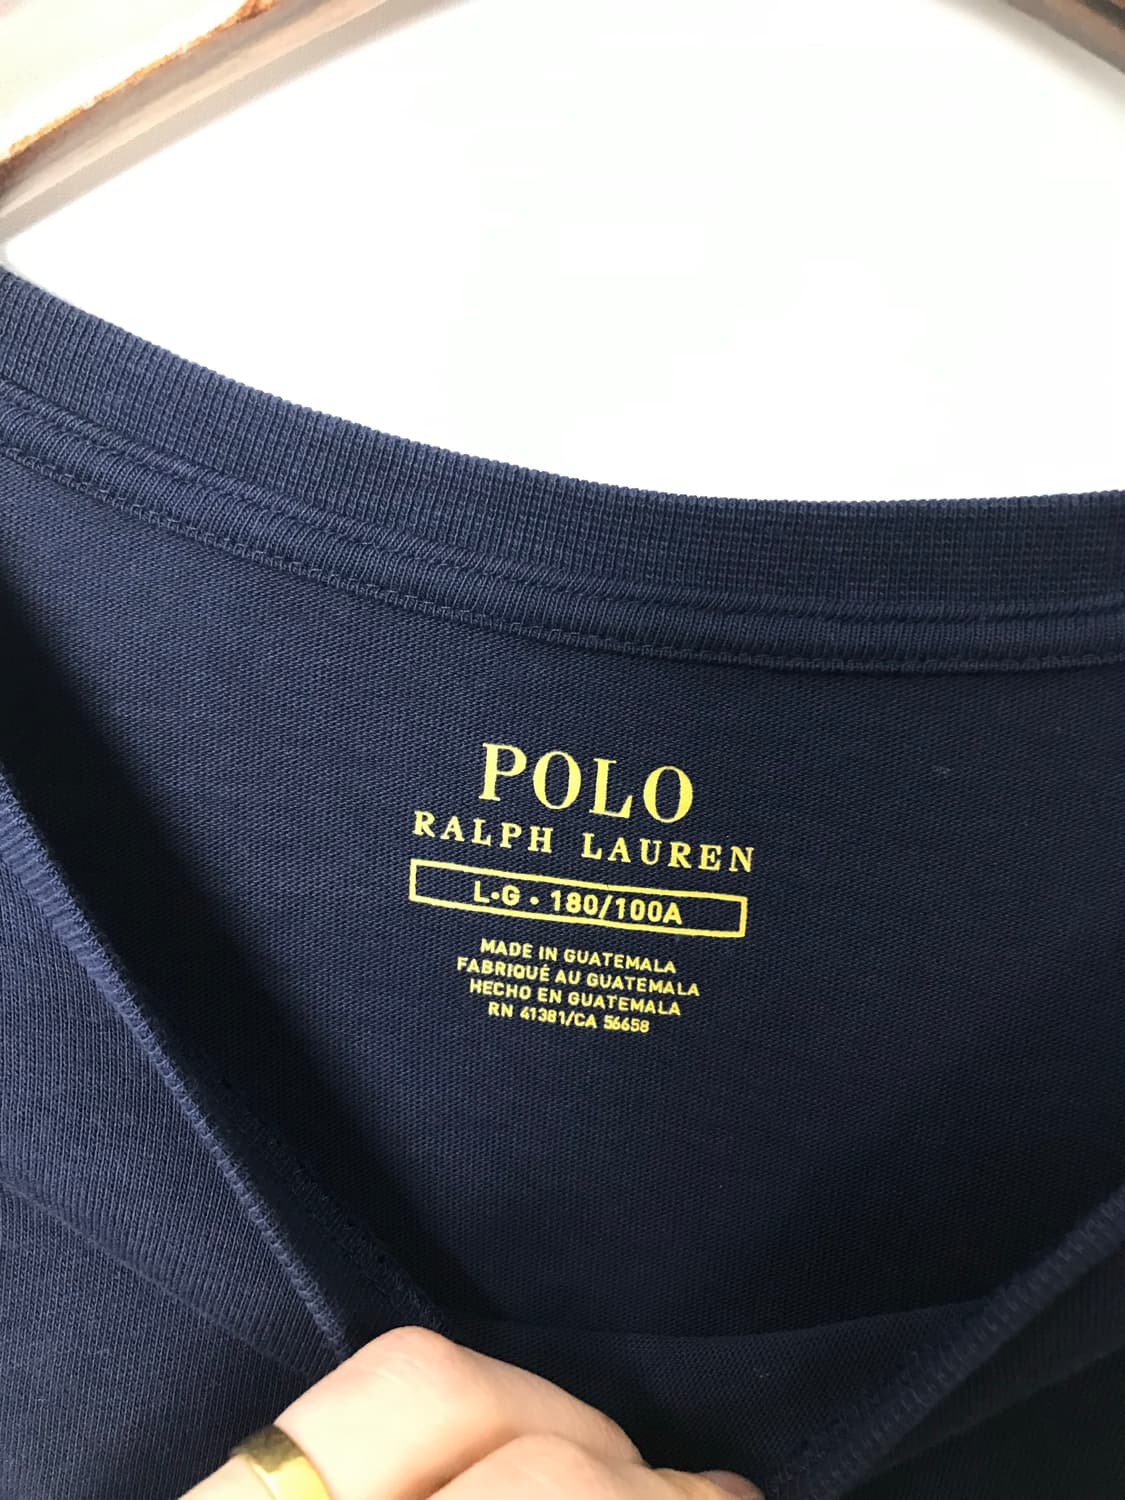 POLO
RALPH LAUREN
L•G • 180/100A
MADE IN GUATEMALA
FABRIQUÉ AU GUATEMALA
HECHO EN GUATEMALA
RN 41381/CA 56658